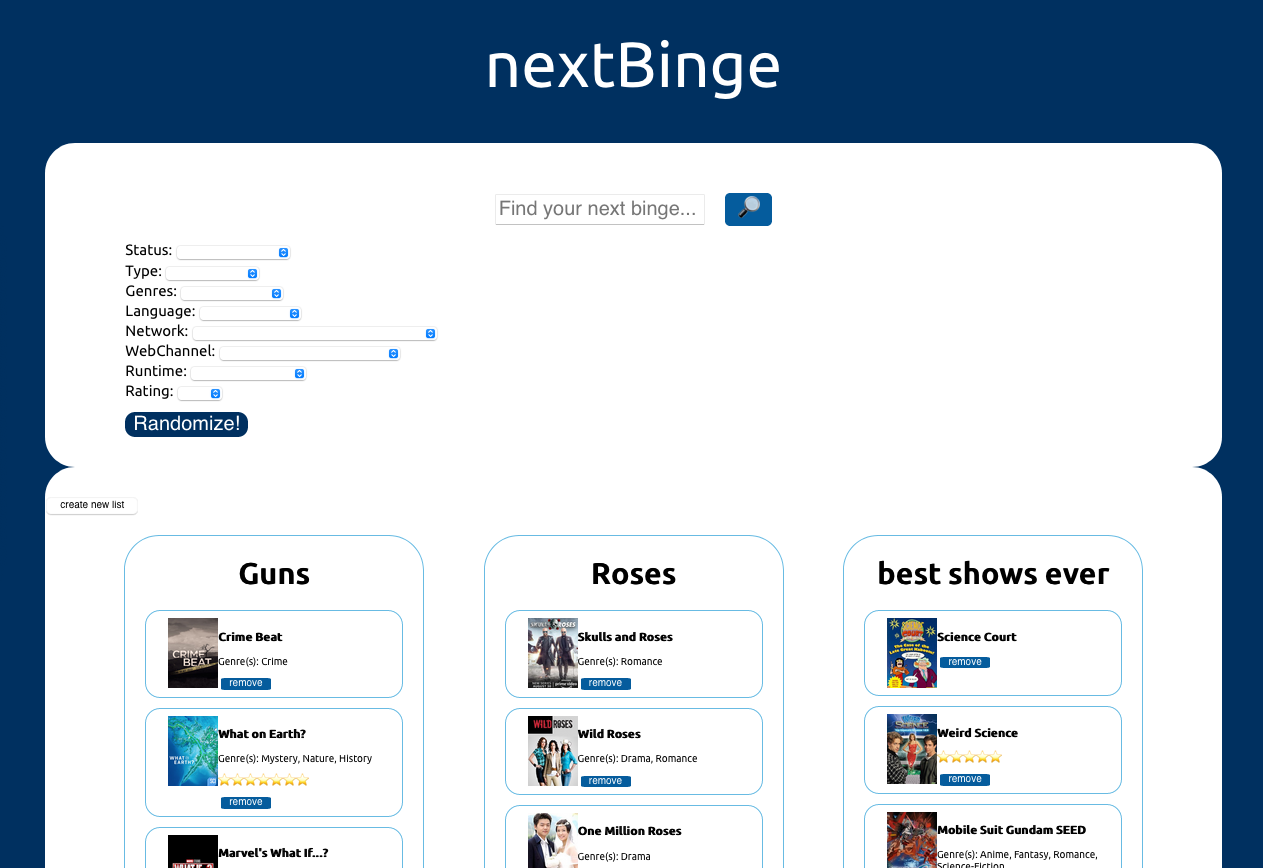 nextBinge
Find your next binge...
Status:
Type:
Genres:
Language:
Network:
WebChannel:
Runtime:
Rating:
Randomize!
create new list
Guns
CRIME
BEAT
Crime Beat
Genre(s): Crime
remove
WHAT ON
EARTH?
What on Earth?
Genre(s): Mystery, Nature, History
remove
Marvel's What If...?
Roses
Skulls and Roses
Genre(s): Romance
remove
WILD ROSES
Wild Roses
Genre(s): Drama, Romance
remove
One Million Roses
Genre(s): Drama
best shows ever
Science Court
remove
Weird Science
remove
Mobile Suit Gundam SEED
Genre(s): Anime, Fantasy, Romance,
Science-Fiction